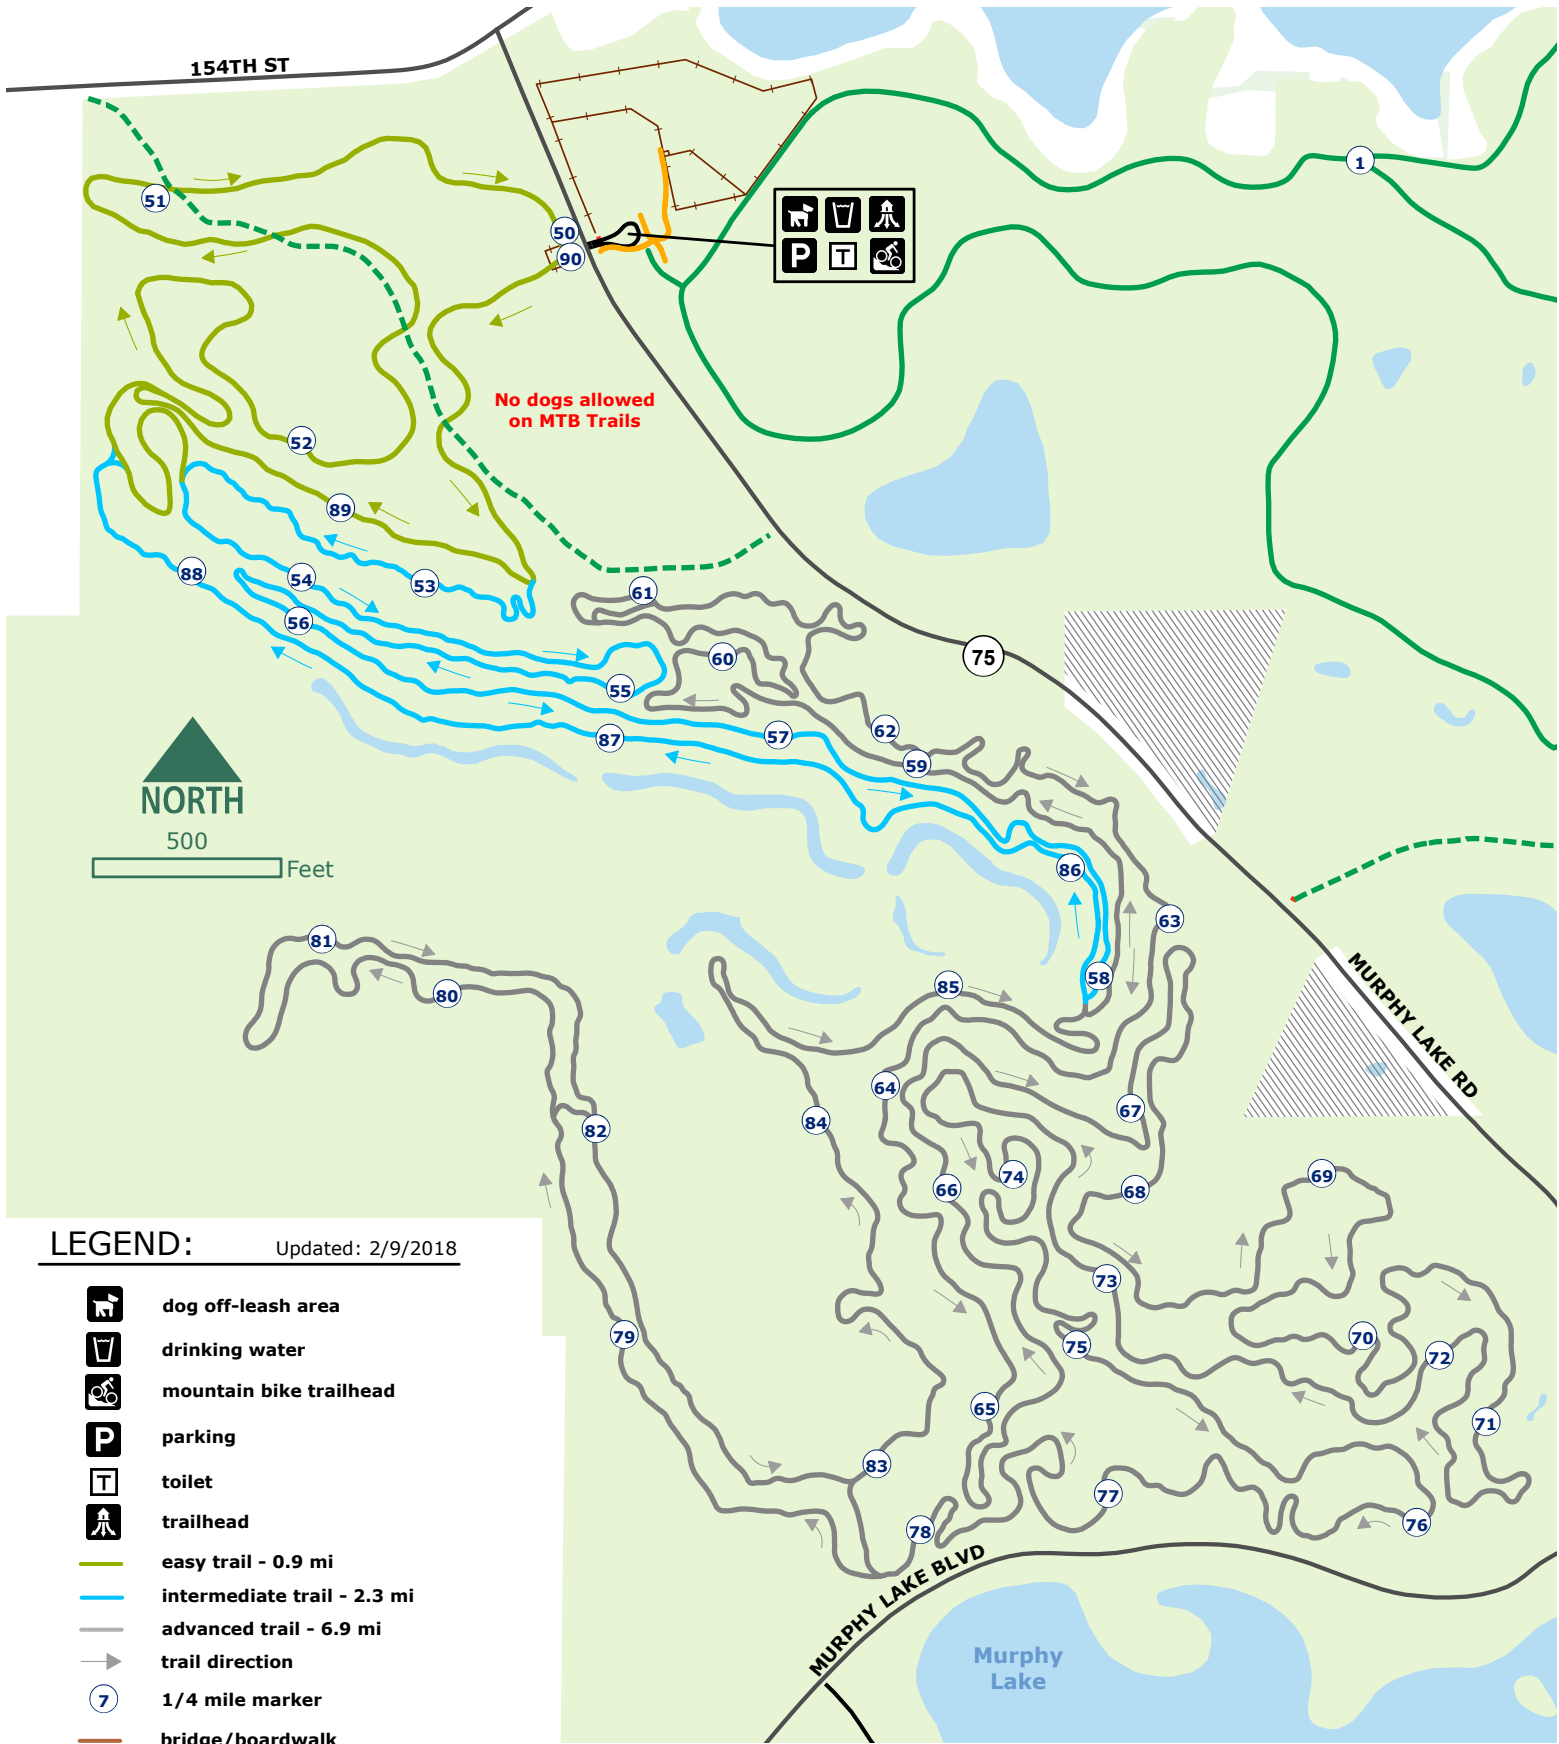 154TH ST
1
51
50
90
P
T
No dogs allowed
on MTB Trails
52
89
88
54
53
61
56
60
75
55
62
87
57
59
NORTH
500
Feet
86
63
81
58
85
80
MURPHY LAKE RD
64
67
84
82
74
66
68
69
73
79
75
70
72
65
71
83
77
76
78
MURPHY LAKE BLVD
Murphy
Lake
LEGEND:
Updated: 2/9/2018
dog off-leash area
drinking water
mountain bike trailhead
P
parking
T
toilet
trailhead
easy trail - 0.9 mi
intermediate trail - 2.3 mi
advanced trail - 6.9 mi
trail direction
7
1/4 mile marker
bridge/boardwalk